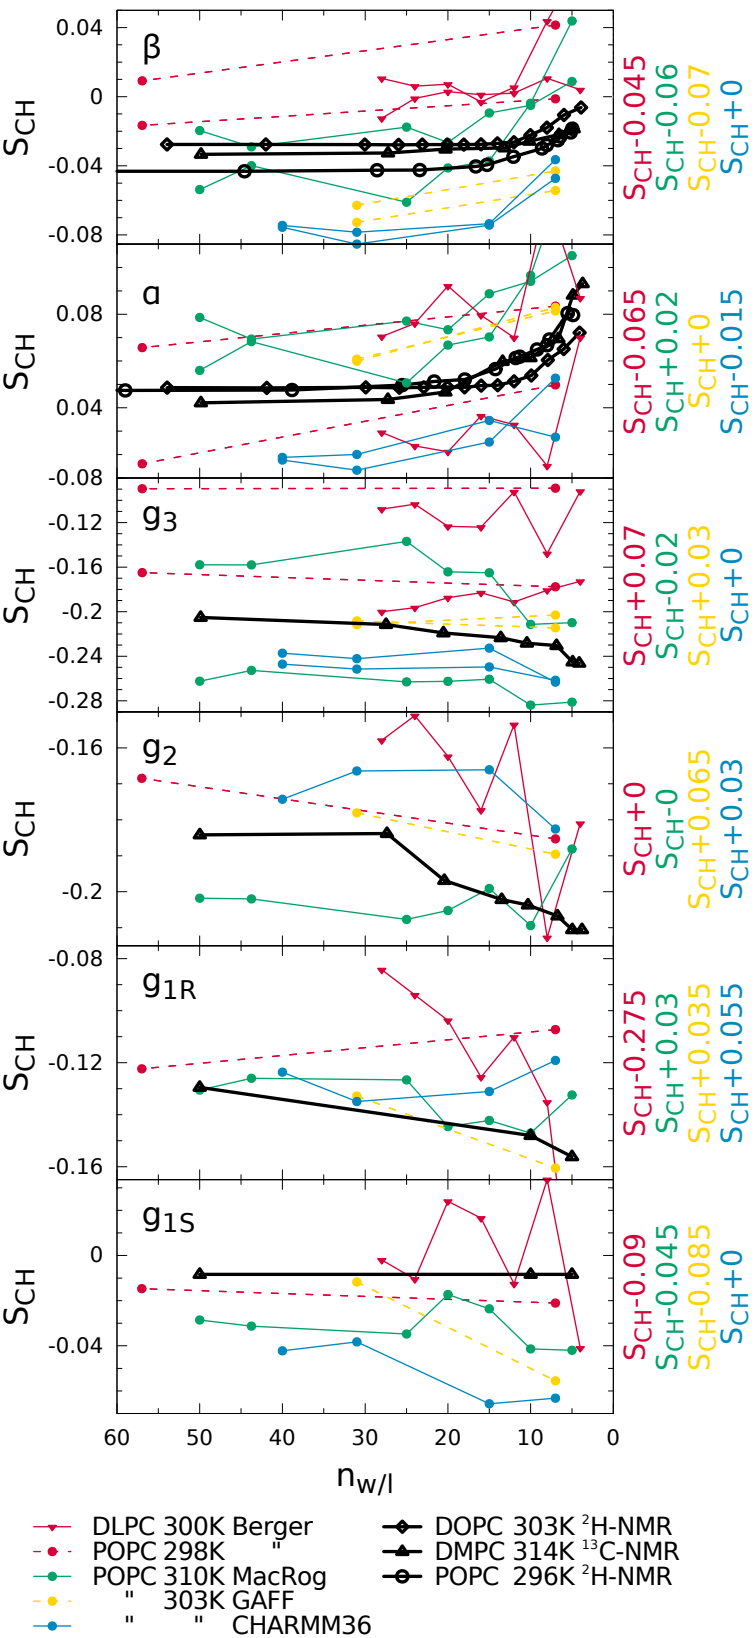 β
0.04
0
-0.04
-0.08
S_CH
S_CH-0.045
S_CH-0.06
S_CH-0.07
S_CH+0
α
0.08
0.04
-0.08
S_CH
S_CH-0.065
S_CH+0.02
S_CH+0
S_CH-0.015
g_3
-0.12
-0.16
-0.2
-0.24
-0.28
S_CH
S_CH+0.07
S_CH-0.02
S_CH+0.03
S_CH+0
g_2
-0.16
-0.2
S_CH
S_CH+0
S_CH-0
S_CH+0.065
S_CH+0.03
g_1R
-0.08
-0.12
-0.16
S_CH
S_CH-0.275
S_CH+0.03
S_CH+0.035
S_CH+0.055
g_1S
0
-0.04
S_CH
S_CH-0.09
S_CH-0.045
S_CH-0.085
S_CH+0
60 50 40 30 20 10 0
n_w/l
DLPC 300K Berger
POPC 298K "
POPC 310K MacRog
" 303K GAFF
" " CHARMM36
DOPC 303K ²H-NMR
DMPC 314K ¹³C-NMR
POPC 296K ²H-NMR